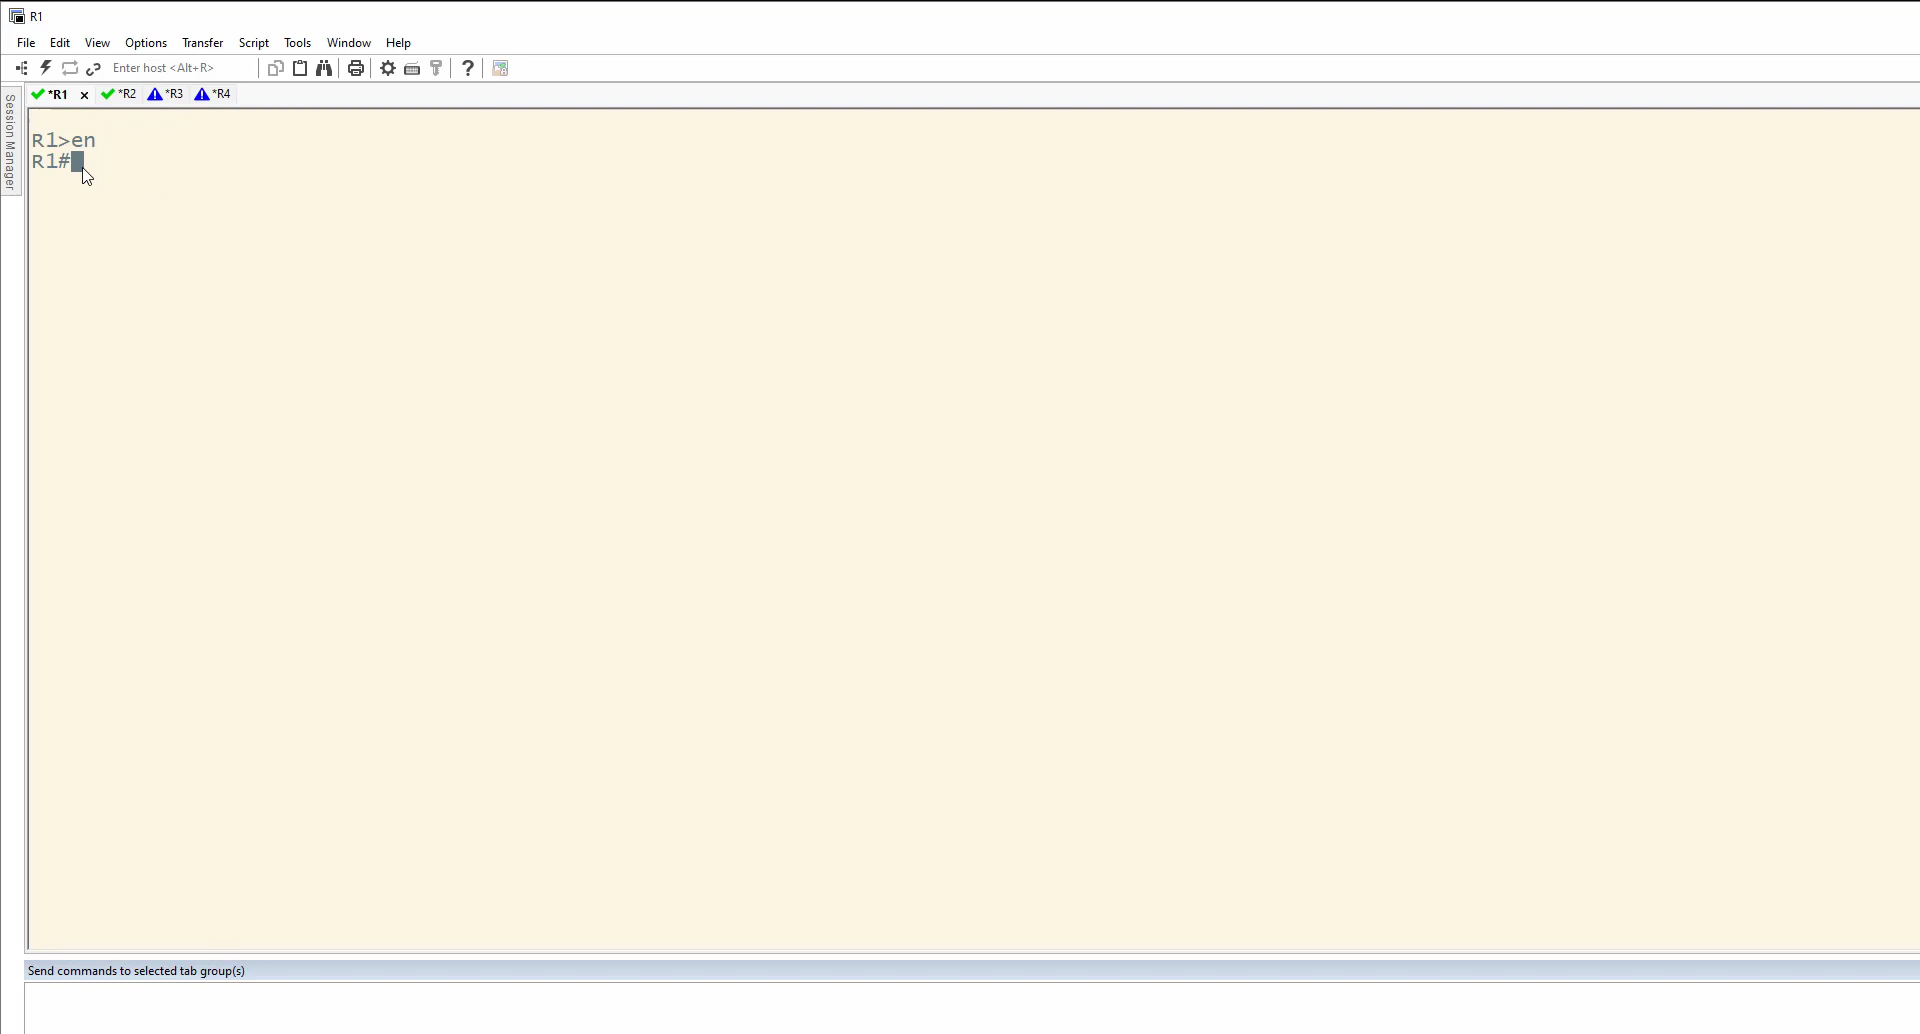 R1
File Edit View Options Transfer Script Tools Window Help
Enter host <Alt+R>
*R1 *R2 *R3 *R4
Session Manager
R1>en
R1#
Send commands to selected tab group(s)